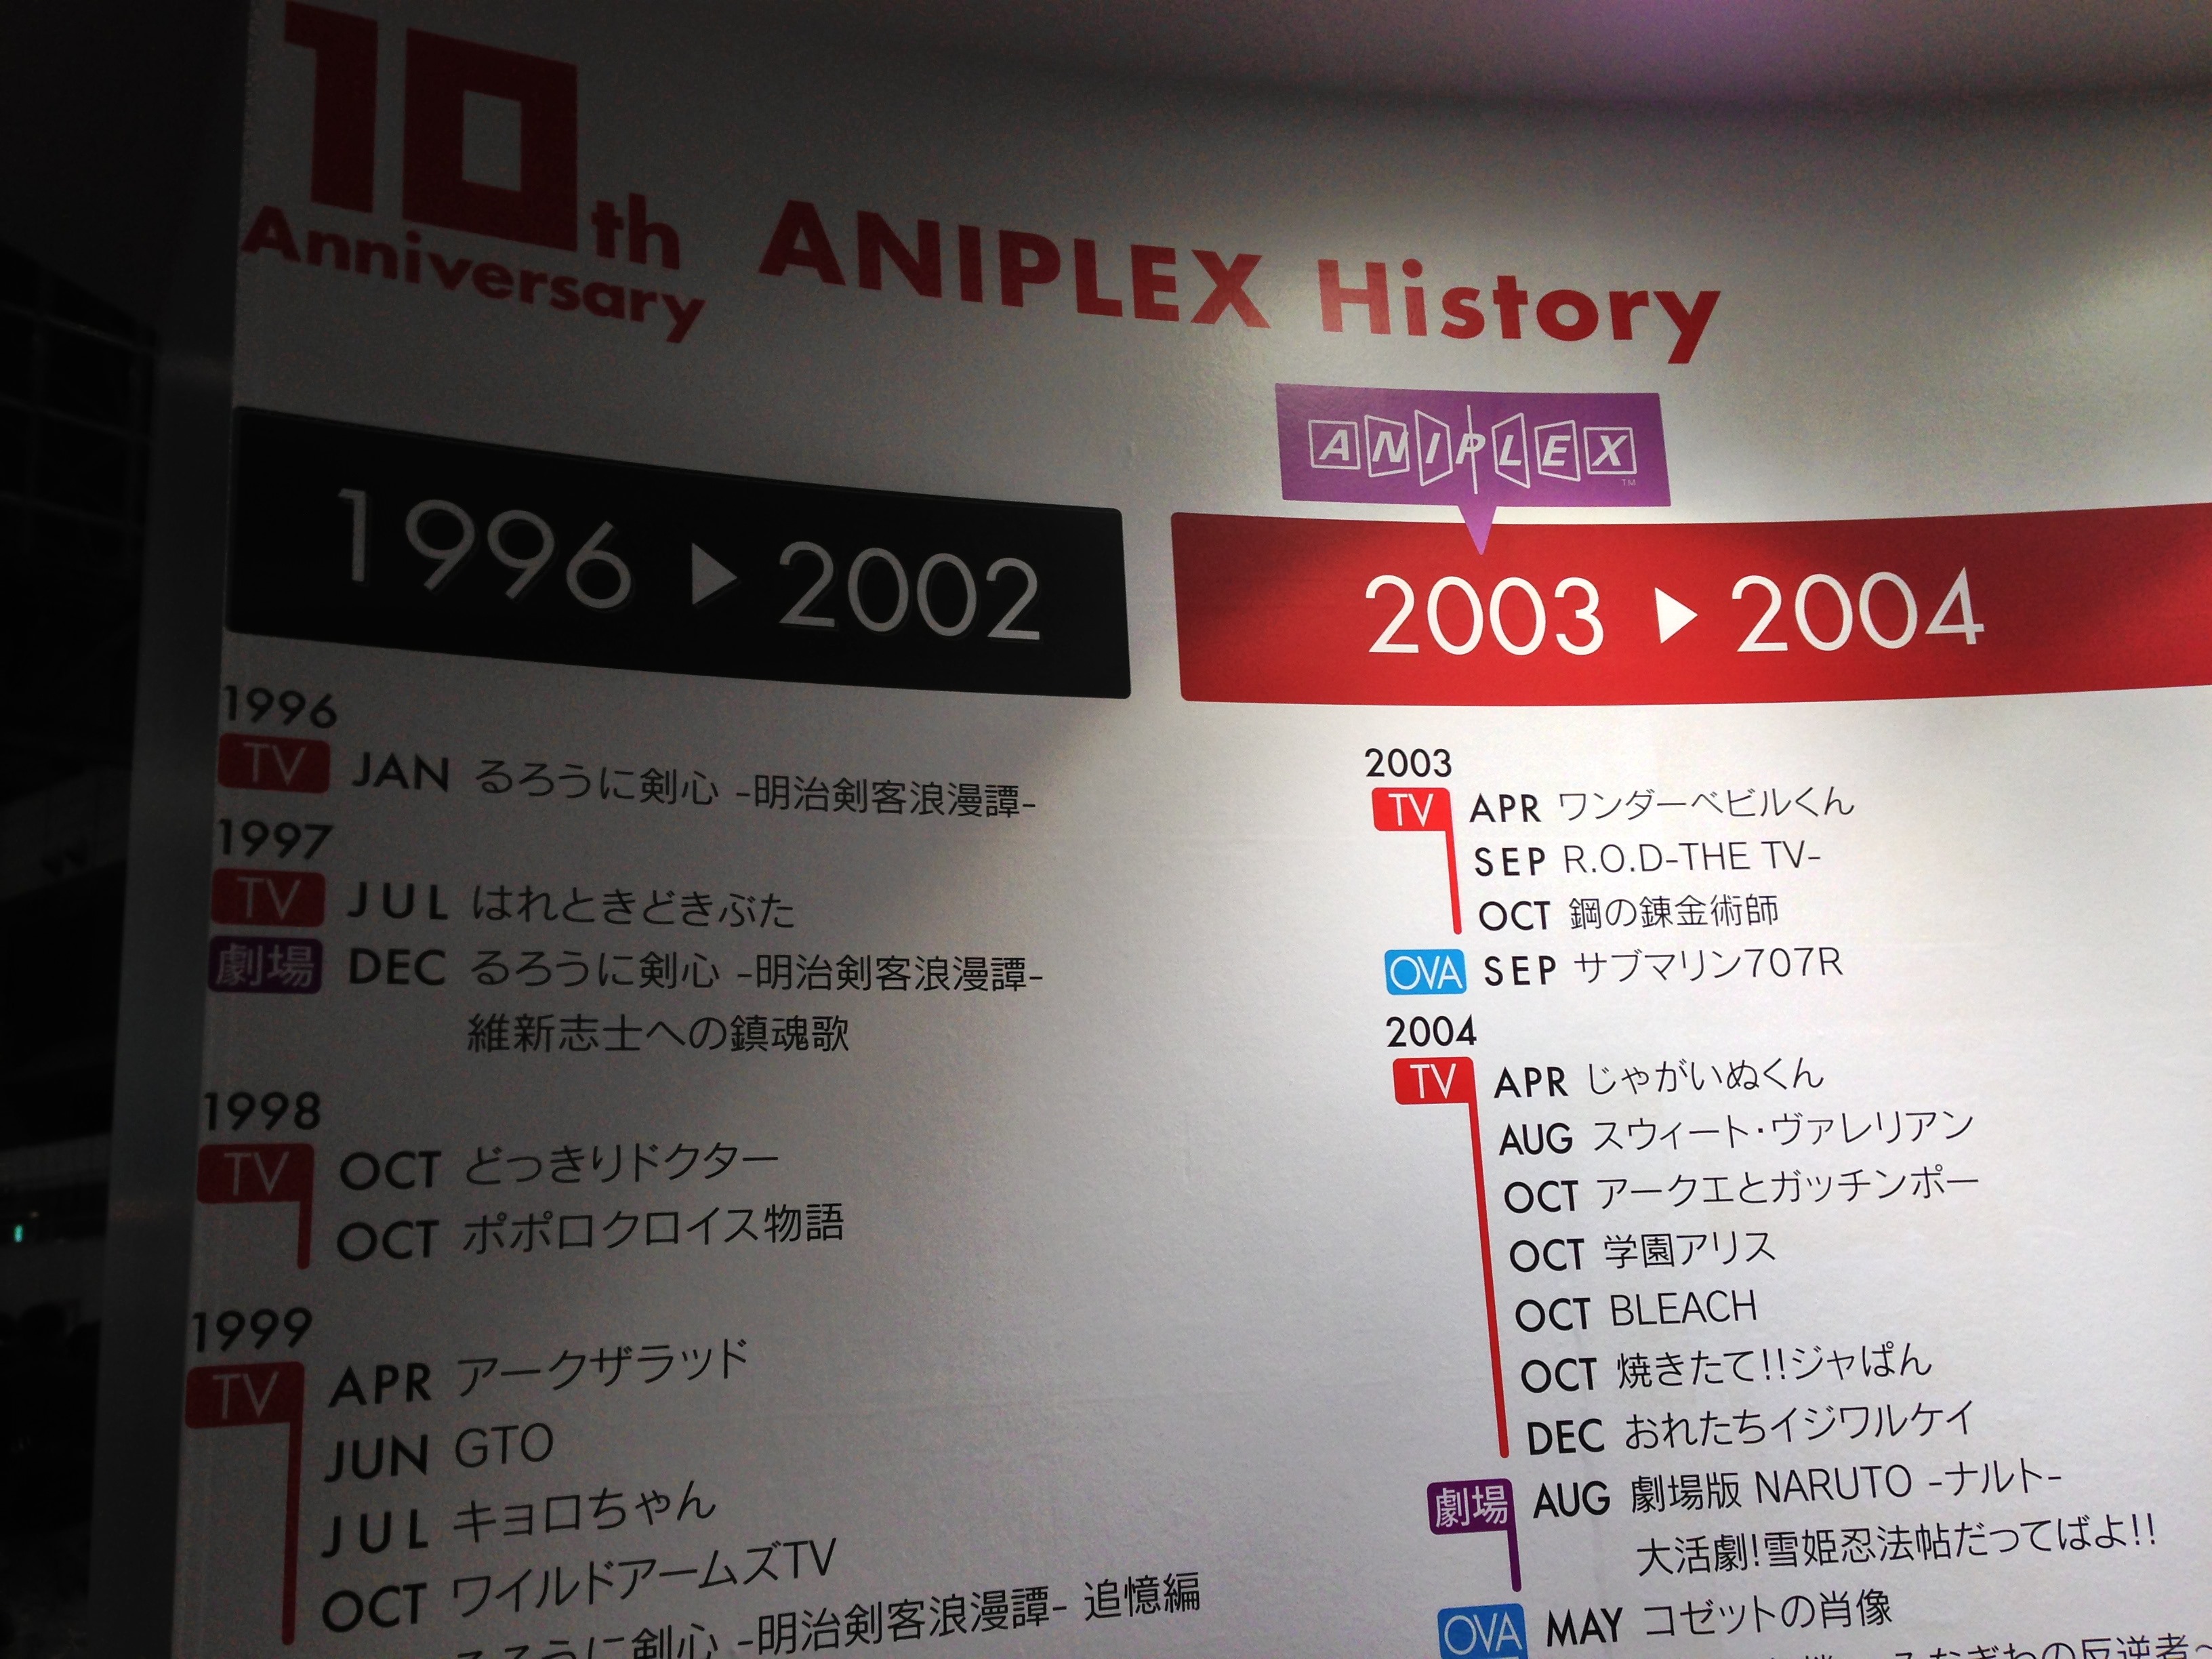 10th
Anniversary
ANIPLEX History
ANIPLEX TM
1996 ▶ 2002
1996
TV JAN るろうに剣心 -明治剣客浪漫譚-
1997
TV JUL はれときどきぶた
劇場 DEC るろうに剣心 -明治剣客浪漫譚-
維新志士への鎮魂歌
1998
TV OCT どっきりドクター
OCT ポポロクロイス物語
1999
TV APR アークザラッド
JUN GTO
JUL キョロちゃん
OCT ワイルドアームズTV
るろうに剣心 -明治剣客浪漫譚- 追憶編
2003 ▶ 2004
2003
TV APR ワンダーベビルくん
SEP R.O.D-THE TV-
OCT 鋼の錬金術師
OVA SEP サブマリン707R
2004
TV APR じゃがいぬくん
AUG スウィート・ヴァレリアン
OCT アークエとガッチンポー
OCT 学園アリス
OCT BLEACH
OCT 焼きたて!!ジャぱん
DEC おれたちイジワルケイ
劇場 AUG 劇場版 NARUTO -ナルト-
大活劇!雪姫忍法帖だってばよ!!
OVA MAY コゼットの肖像
みなぎわの反逆者~